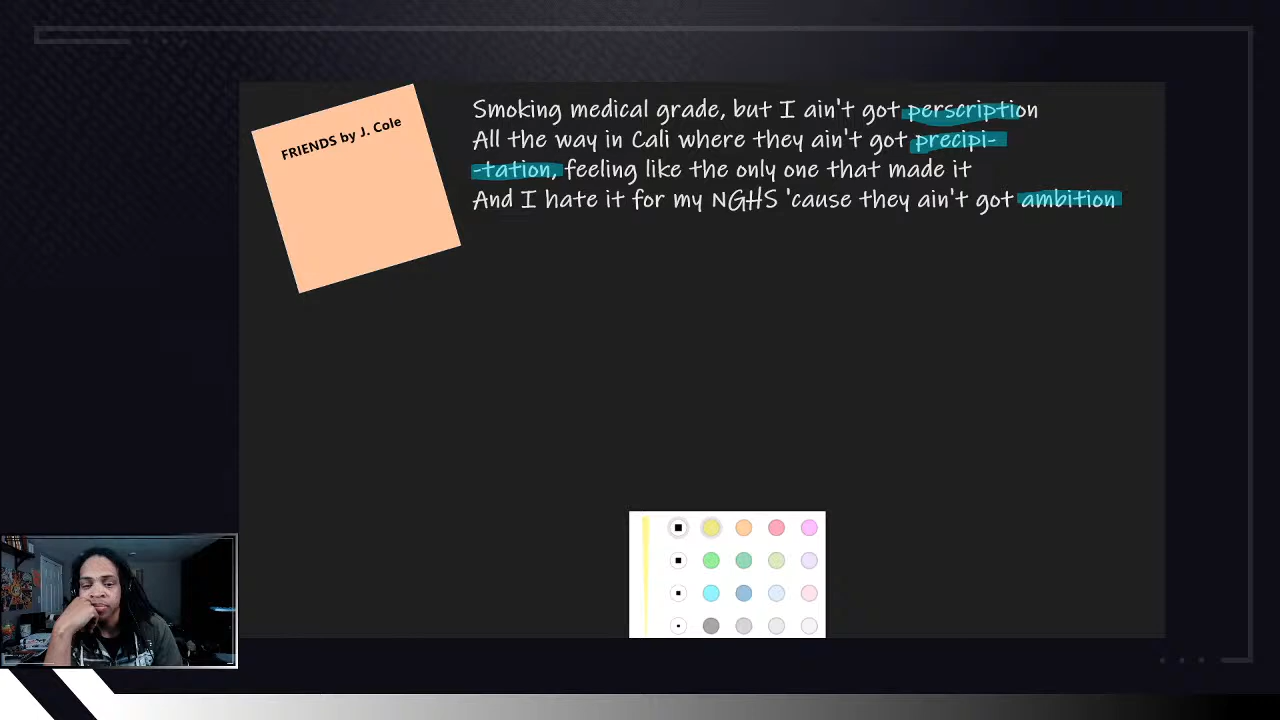 FRIENDS by J. Cole
Smoking medical grade, but I ain't got perscription
All the way in Cali where they ain't got precipi-
-tation, feeling like the only one that made it
And I hate it for my NGHS 'cause they ain't got ambition